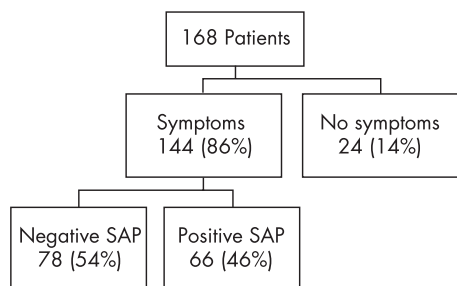 168 Patients
Symptoms
144 (86%)
No symptoms
24 (14%)
Negative SAP
78 (54%)
Positive SAP
66 (46%)